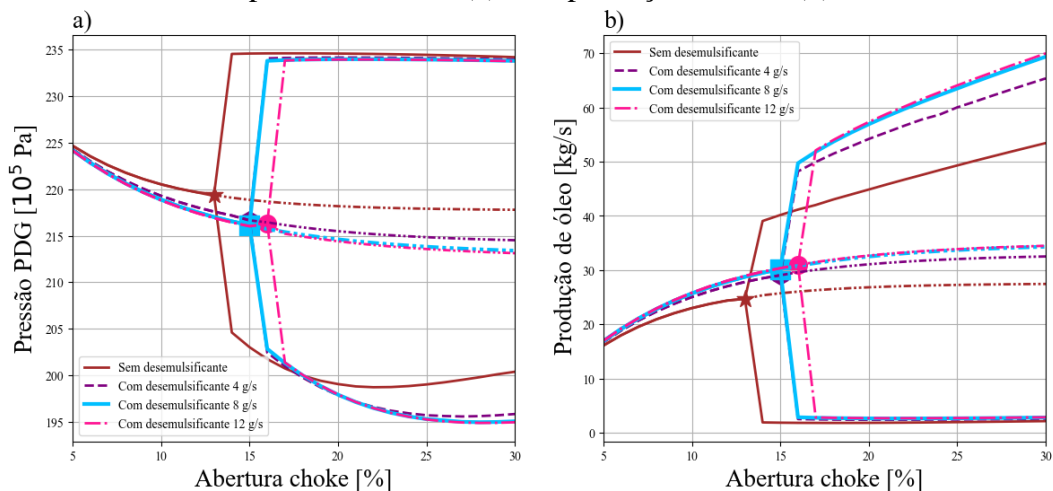 a)
Pressão PDG [10⁵ Pa]
235
230
225
220
215
210
205
200
195
Sem desemulsificante
Com desemulsificante 4 g/s
Com desemulsificante 8 g/s
Com desemulsificante 12 g/s
5
10
15
20
25
30
Abertura choke [%]
b)
Produção de óleo [kg/s]
70
60
50
40
30
20
10
0
Sem desemulsificante
Com desemulsificante 4 g/s
Com desemulsificante 8 g/s
Com desemulsificante 12 g/s
5
10
15
20
25
30
Abertura choke [%]